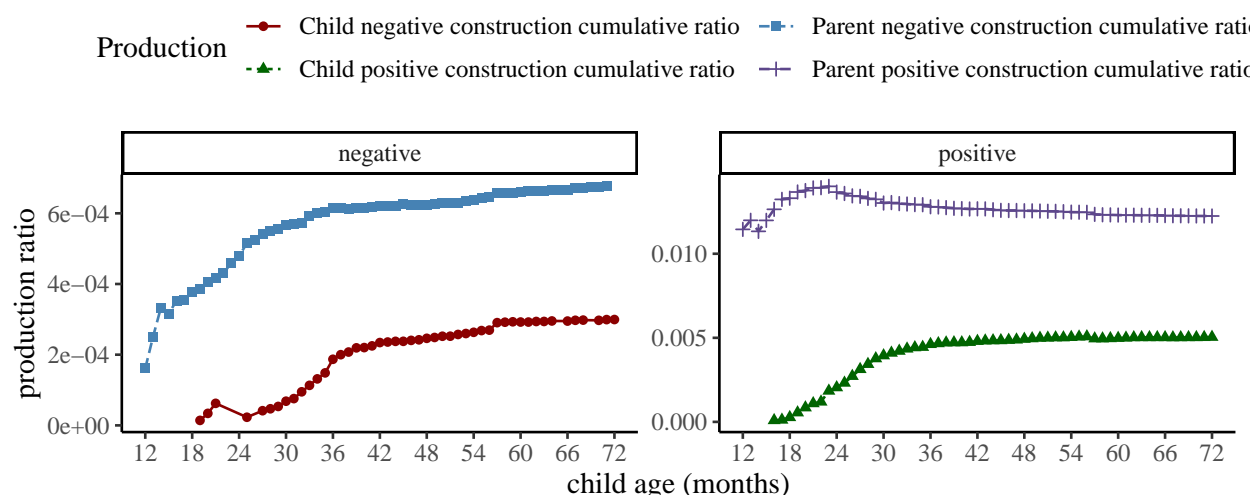 Production
Child negative construction cumulative ratio
Parent negative construction cumulative ratio
Child positive construction cumulative ratio
Parent positive construction cumulative ratio
negative
positive
production ratio
6e−04
4e−04
2e−04
0e+00
0.010
0.005
0.000
12 18 24 30 36 42 48 54 60 66 72
12 18 24 30 36 42 48 54 60 66 72
child age (months)